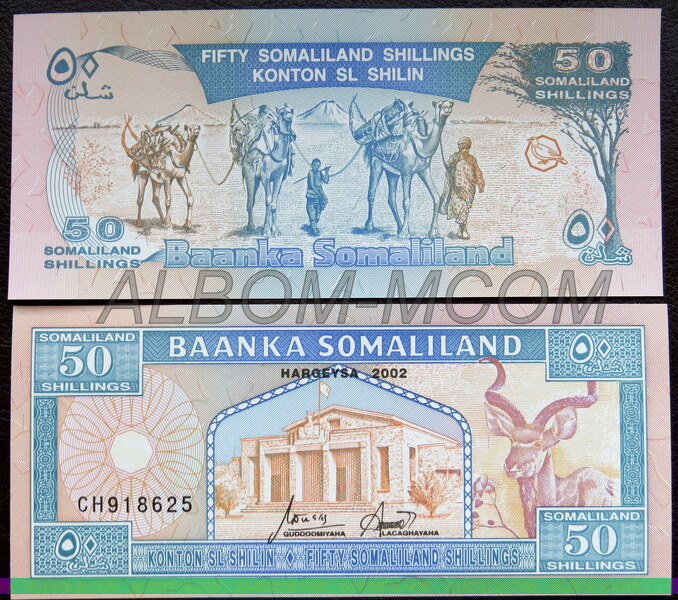 FIFTY SOMALILAND SHILLINGS
KONTON SL SHILIN
٥٠
شلن
50
SOMALILAND
SHILLINGS
50
SOMALILAND
SHILLINGS
Baanka Somaliland
٥٠
شلن
ALBOM-MCOM
SOMALILAND
50
SHILLINGS
BAANKA SOMALILAND
HARGEYSA 2002
٥٠
شلن
CH918625
GUDDOOMIYAHA
LACAGHAYAHA
٥٠
شلن
KONTON SL SHILIN ◆ FIFTY SOMALILAND SHILLINGS
SOMALILAND
50
SHILLINGS